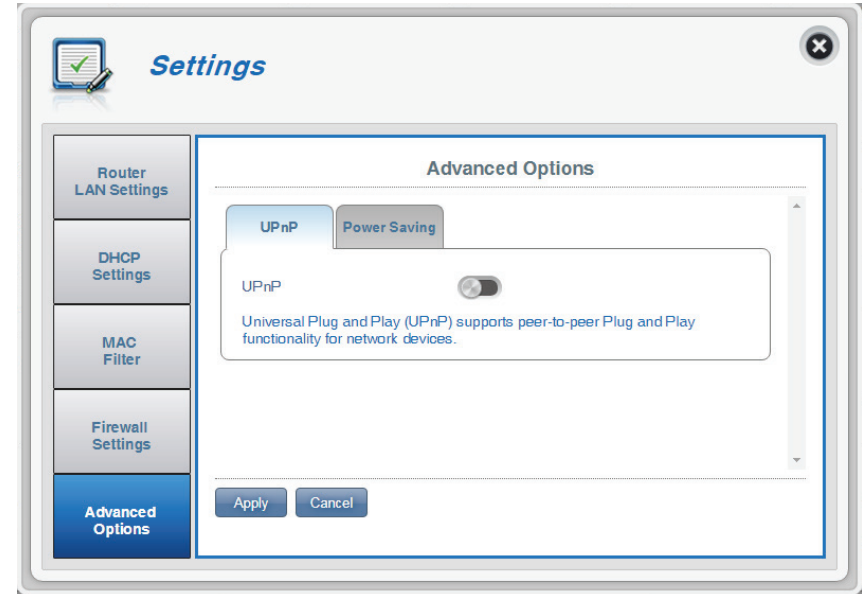 Settings
Router
LAN Settings
DHCP
Settings
MAC
Filter
Firewall
Settings
Advanced
Options
Advanced Options
UPnP
Power Saving
UPnP
Universal Plug and Play (UPnP) supports peer-to-peer Plug and Play
functionality for network devices.
Apply
Cancel